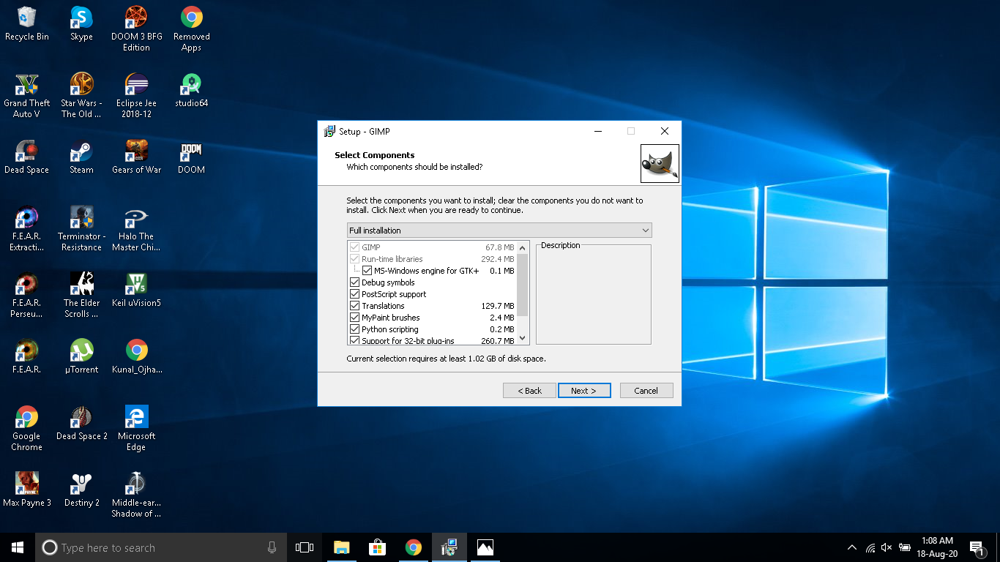 Recycle Bin
Skype
DOOM 3 BFG
Edition
Removed
Apps
Grand Theft
Auto V
Star Wars -
The Old ...
Eclipse Jee
2018-12
studio64
Dead Space
Steam
Gears of War
DOOM
DOOM
F.E.A.R.
Extracti...
Terminator -
Resistance
Halo The
Master Chi...
F.E.A.R.
Perseu...
The Elder
Scrolls ...
Keil uVision5
F.E.A.R.
µTorrent
Kunal_Ojha...
Google
Chrome
Dead Space 2
Microsoft
Edge
Max Payne 3
Destiny 2
Middle-ear...
Shadow of ...
Setup - GIMP
Select Components
Which components should be installed?
Select the components you want to install; clear the components you do not want to
install. Click Next when you are ready to continue.
Full installation
GIMP 67.8 MB
Run-time libraries 292.4 MB
MS-Windows engine for GTK+ 0.1 MB
Debug symbols
PostScript support
Translations 129.7 MB
MyPaint brushes 2.4 MB
Python scripting 0.2 MB
Support for 32-bit plug-ins 260.7 MB
Description
Current selection requires at least 1.02 GB of disk space.
< Back
Next >
Cancel
Type here to search
1:08 AM
18-Aug-20
1